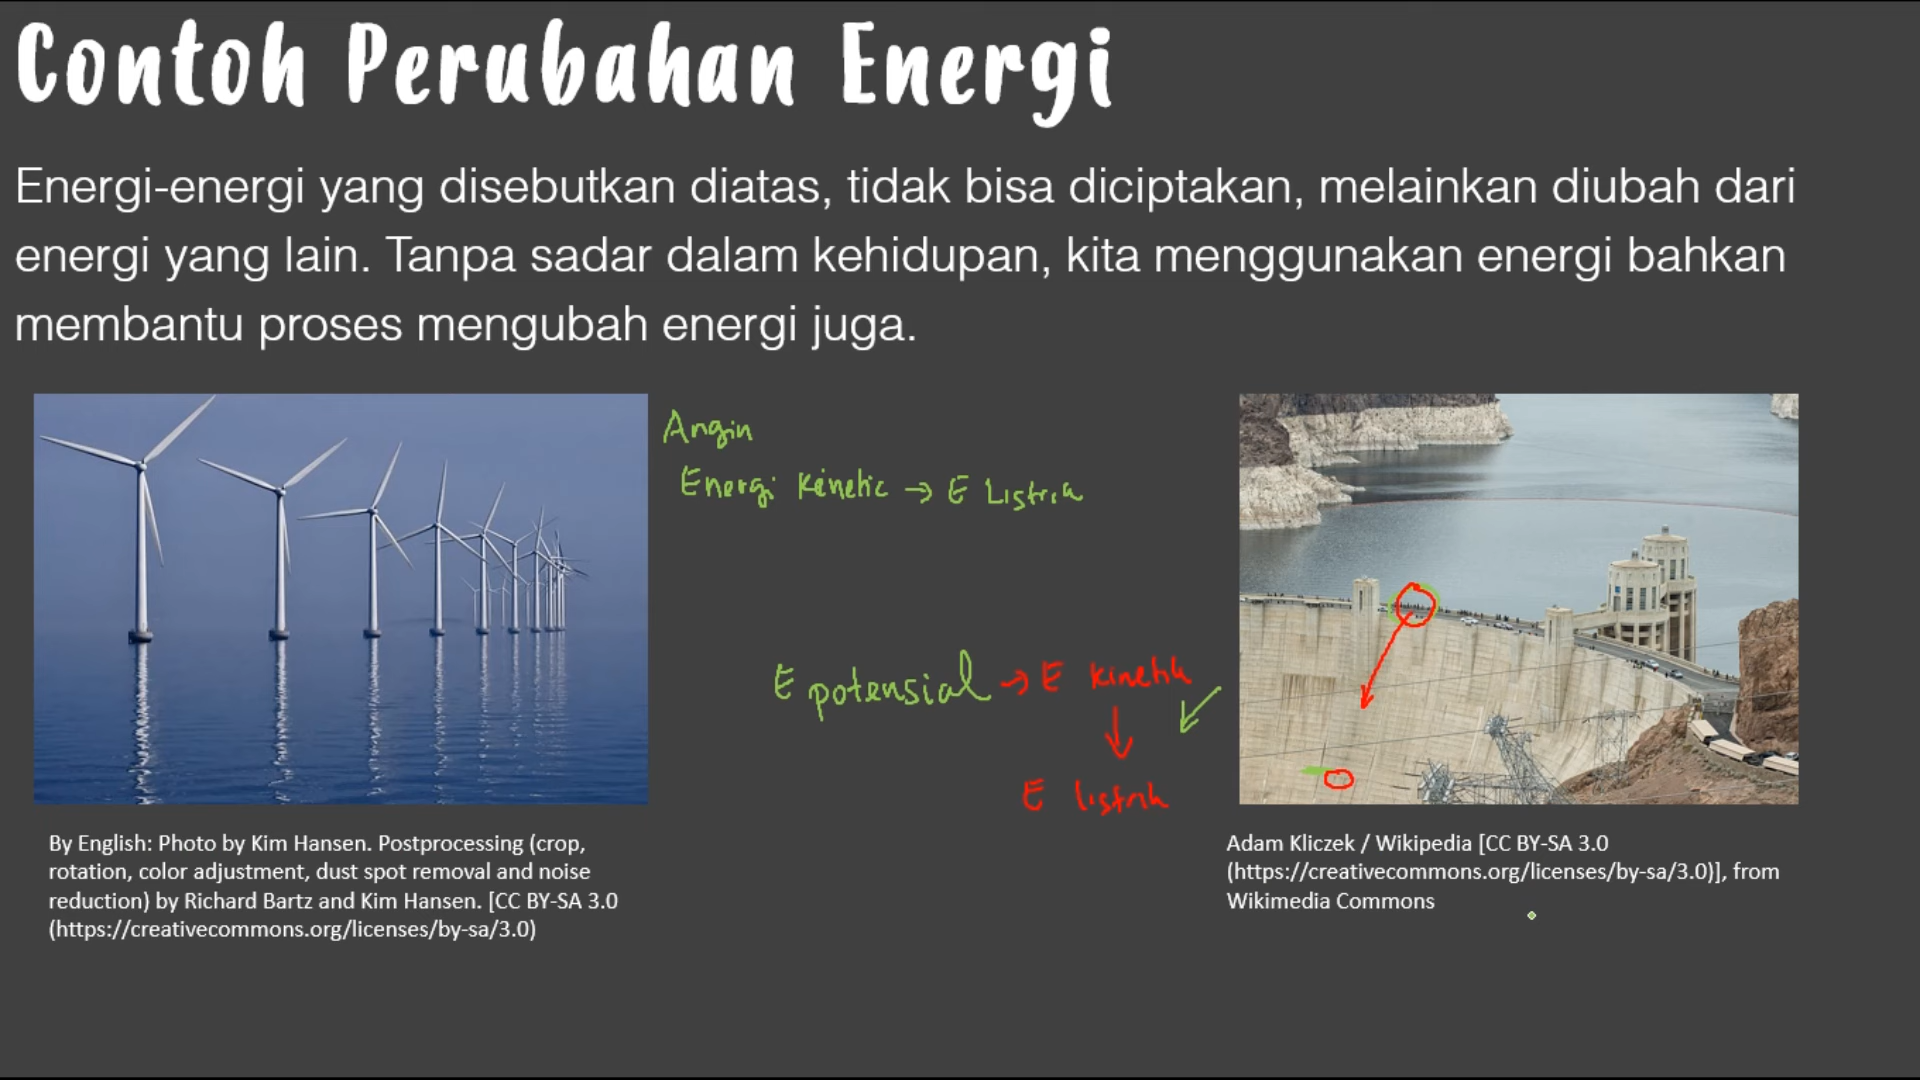 Contoh Perubahan Energi
Energi-energi yang disebutkan diatas, tidak bisa diciptakan, melainkan diubah dari
energi yang lain. Tanpa sadar dalam kehidupan, kita menggunakan energi bahkan
membantu proses mengubah energi juga.
Angin
Energi Kinetic → E Listrik
E potensial → E kinetik
↓
E listrik
By English: Photo by Kim Hansen. Postprocessing (crop,
rotation, color adjustment, dust spot removal and noise
reduction) by Richard Bartz and Kim Hansen. [CC BY-SA 3.0
(https://creativecommons.org/licenses/by-sa/3.0)
Adam Kliczek / Wikipedia [CC BY-SA 3.0
(https://creativecommons.org/licenses/by-sa/3.0)], from
Wikimedia Commons